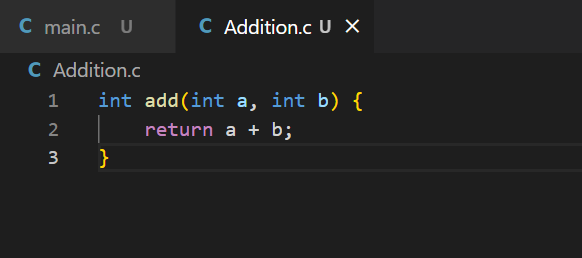 C main.c U C Addition.c U ×
C Addition.c
1 int add(int a, int b) {
2     return a + b;
3 }